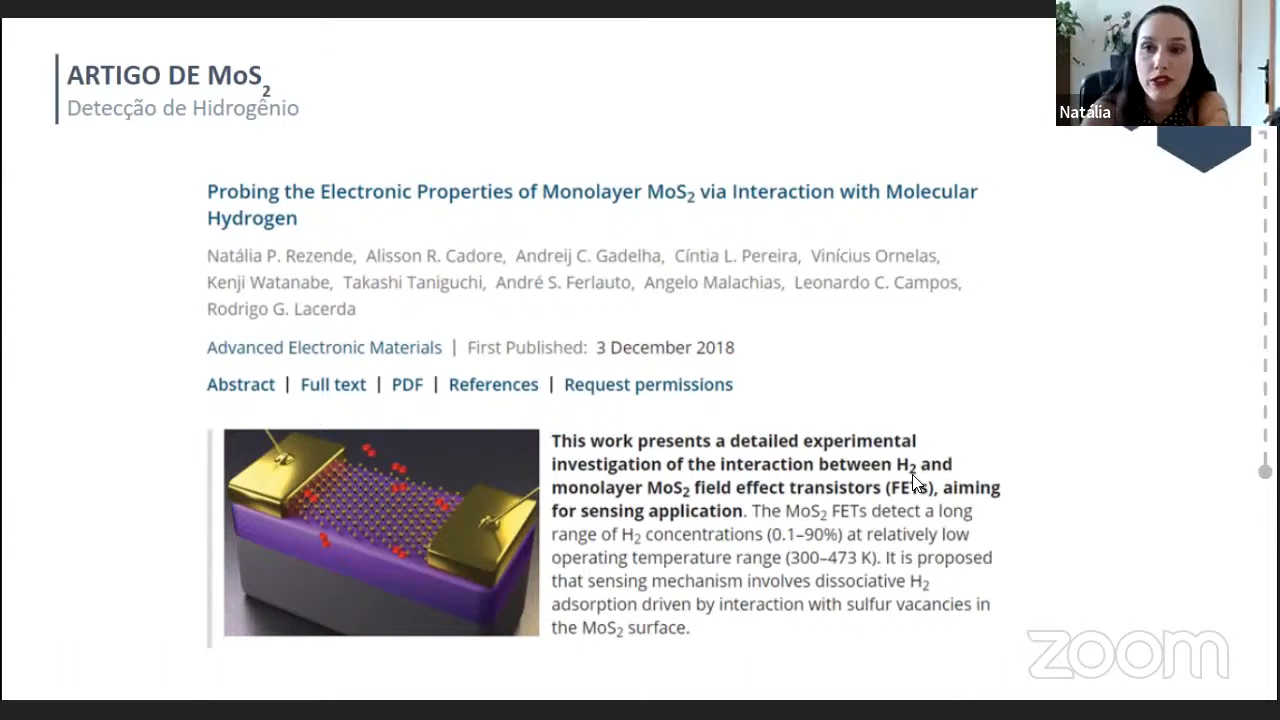 ARTIGO DE MoS2
Detecção de Hidrogênio
Natália
Probing the Electronic Properties of Monolayer MoS2 via Interaction with Molecular
Hydrogen
Natália P. Rezende, Alisson R. Cadore, Andreij C. Gadelha, Cíntia L. Pereira, Vinícius Ornelas,
Kenji Watanabe, Takashi Taniguchi, André S. Ferlauto, Angelo Malachias, Leonardo C. Campos,
Rodrigo G. Lacerda
Advanced Electronic Materials | First Published: 3 December 2018
Abstract | Full text | PDF | References | Request permissions
This work presents a detailed experimental
investigation of the interaction between H2 and
monolayer MoS2 field effect transistors (FETs), aiming
for sensing application. The MoS2 FETs detect a long
range of H2 concentrations (0.1–90%) at relatively low
operating temperature range (300–473 K). It is proposed
that sensing mechanism involves dissociative H2
adsorption driven by interaction with sulfur vacancies in
the MoS2 surface.
zoom